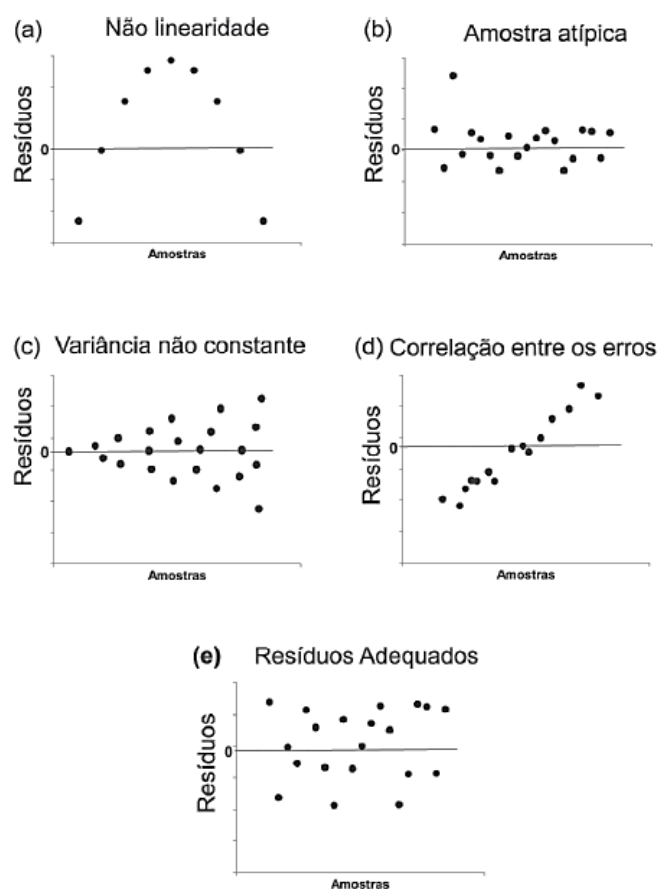 (a) Não linearidade
Resíduos
0
Amostras
(b) Amostra atípica
Resíduos
0
Amostras
(c) Variância não constante
Resíduos
0
Amostras
(d) Correlação entre os erros
Resíduos
0
Amostras
(e) Resíduos Adequados
Resíduos
0
Amostras